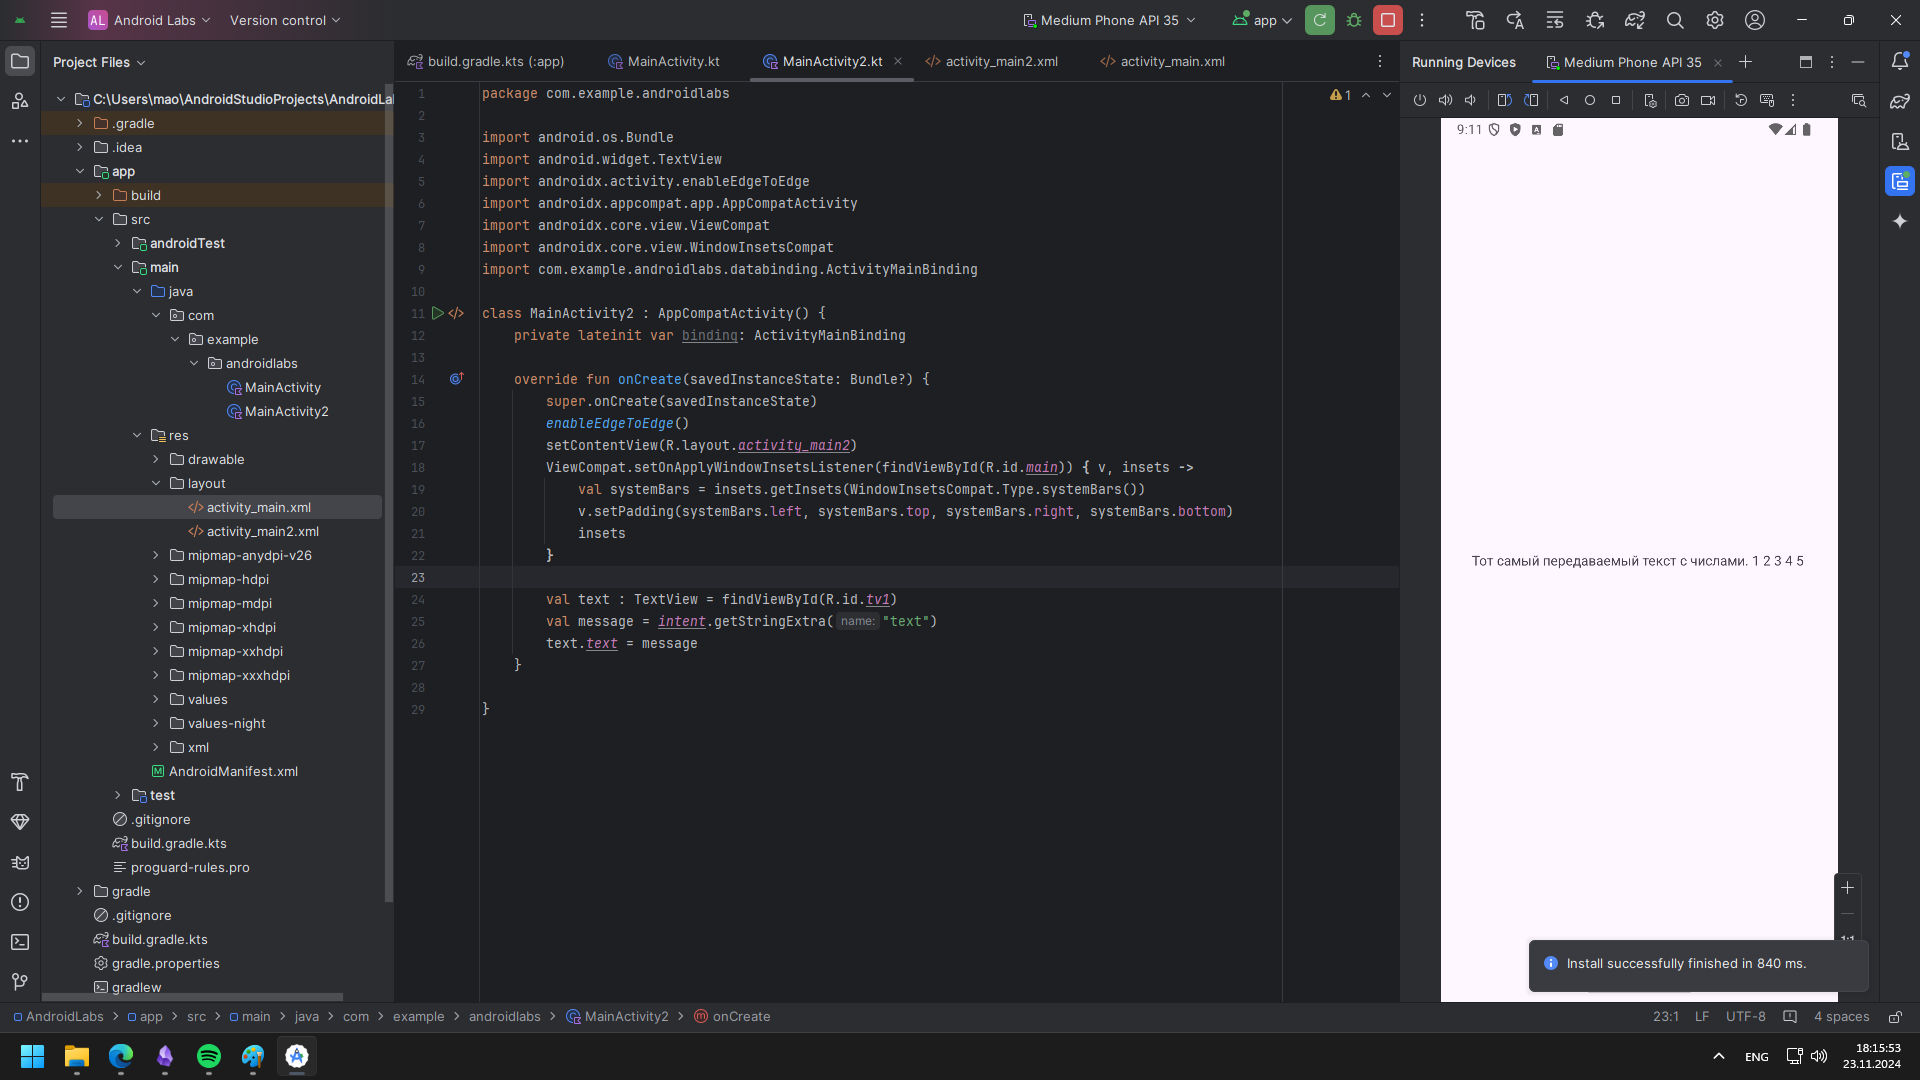 AL Android Labs Version control Medium Phone API 35 app
Project Files
C:\Users\mao\AndroidStudioProjects\AndroidLa
.gradle
.idea
app
build
src
androidTest
main
java
com
example
androidlabs
MainActivity
MainActivity2
res
drawable
layout
activity_main.xml
activity_main2.xml
mipmap-anydpi-v26
mipmap-hdpi
mipmap-mdpi
mipmap-xhdpi
mipmap-xxhdpi
mipmap-xxxhdpi
values
values-night
xml
AndroidManifest.xml
test
.gitignore
build.gradle.kts
proguard-rules.pro
gradle
.gitignore
build.gradle.kts
gradle.properties
gradlew
build.gradle.kts (:app) MainActivity.kt MainActivity2.kt activity_main2.xml activity_main.xml
1 package com.example.androidlabs
2
3 import android.os.Bundle
4 import android.widget.TextView
5 import androidx.activity.enableEdgeToEdge
6 import androidx.appcompat.app.AppCompatActivity
7 import androidx.core.view.ViewCompat
8 import androidx.core.view.WindowInsetsCompat
9 import com.example.androidlabs.databinding.ActivityMainBinding
10
11 class MainActivity2 : AppCompatActivity() {
12 private lateinit var binding: ActivityMainBinding
13
14 override fun onCreate(savedInstanceState: Bundle?) {
15 super.onCreate(savedInstanceState)
16 enableEdgeToEdge()
17 setContentView(R.layout.activity_main2)
18 ViewCompat.setOnApplyWindowInsetsListener(findViewById(R.id.main)) { v, insets ->
19 val systemBars = insets.getInsets(WindowInsetsCompat.Type.systemBars())
20 v.setPadding(systemBars.left, systemBars.top, systemBars.right, systemBars.bottom)
21 insets
22 }
23
24 val text : TextView = findViewById(R.id.tv1)
25 val message = intent.getStringExtra( name: "text")
26 text.text = message
27 }
28
29 }
1
Running Devices Medium Phone API 35
9:11
Тот самый передаваемый текст с числами. 1 2 3 4 5
1:1
Install successfully finished in 840 ms.
AndroidLabs > app > src > main > java > com > example > androidlabs > MainActivity2 > onCreate
23:1 LF UTF-8 4 spaces
ENG
18:15:53
23.11.2024